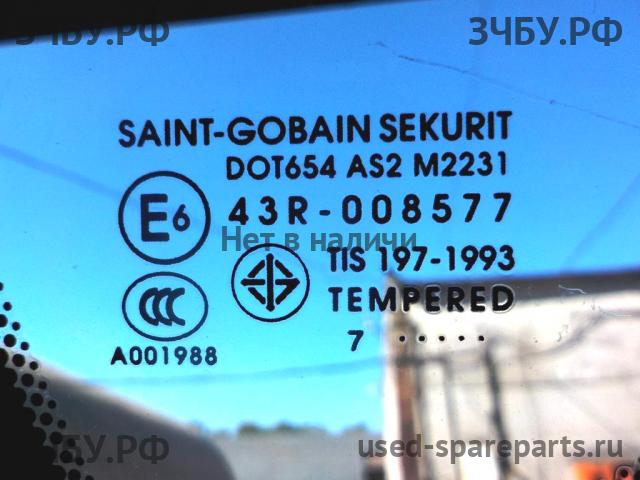 ЗЧБУ.РФ
ЗЧБУ.РФ
SAINT-GOBAIN SEKURIT
DOT654 AS2 M2231
E6 43R-008577
Нет в наличи
TIS 197-1993
CCC
TEMPERED
A001988
7 .....
ЗЧБУ.РФ
used-spareparts.ru